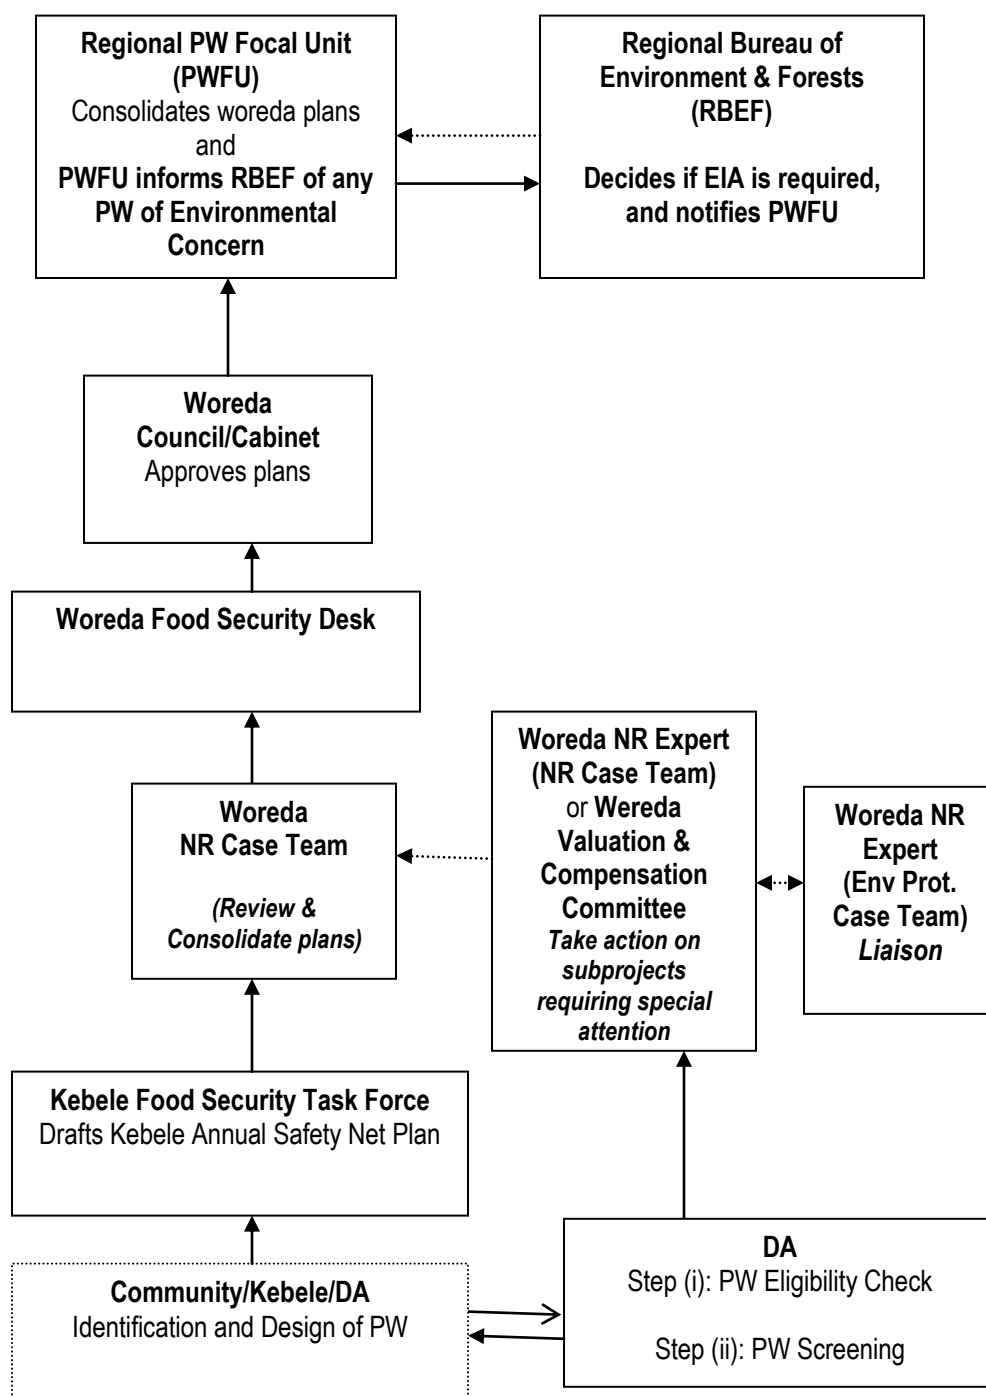 Regional PW Focal Unit
(PWFU)
Consolidates woreda plans
and
PWFU informs RBEF of any
PW of Environmental
Concern
Regional Bureau of
Environment & Forests
(RBEF)
Decides if EIA is required,
and notifies PWFU
Woreda
Council/Cabinet
Approves plans
Woreda Food Security Desk
Woreda NR Expert
(NR Case Team)
or Wereda
Valuation &
Compensation
Committee
Take action on
subprojects
requiring special
attention
Woreda NR
Expert
(Env Prot.
Case Team)
Liaison
Woreda
NR Case Team
(Review &
Consolidate plans)
Kebele Food Security Task Force
Drafts Kebele Annual Safety Net Plan
Community/Kebele/DA
Identification and Design of PW
DA
Step (i): PW Eligibility Check
Step (ii): PW Screening